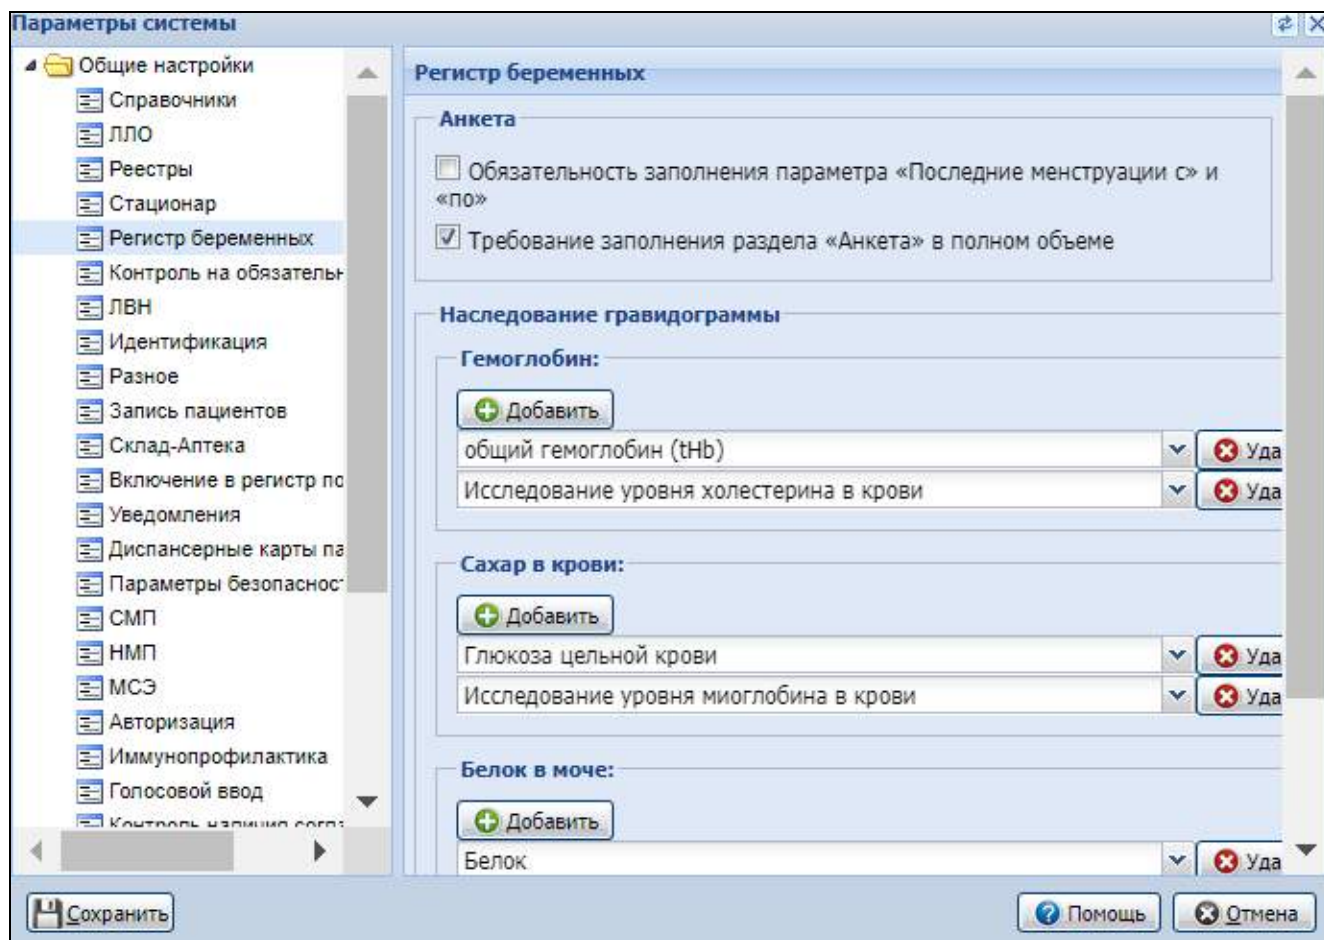 Параметры системы
Общие настройки
Справочники
ЛЛО
Реестры
Стационар
Регистр беременных
Контроль на обязательн
ЛВН
Идентификация
Разное
Запись пациентов
Склад-Аптека
Включение в регистр по
Уведомления
Диспансерные карты па
Параметры безопасност
СМП
НМП
МСЭ
Авторизация
Иммунопрофилактика
Голосовой ввод
Контроль наличия согла
Регистр беременных
Анкета
Обязательность заполнения параметра «Последние менструации с» и
«по»
Требование заполнения раздела «Анкета» в полном объеме
Наследование гравидограммы
Гемоглобин:
Добавить
общий гемоглобин (tHb) Уда
Исследование уровня холестерина в крови Уда
Сахар в крови:
Добавить
Глюкоза цельной крови Уда
Исследование уровня миоглобина в крови Уда
Белок в моче:
Добавить
Белок Уда
Сохранить Помощь Отмена